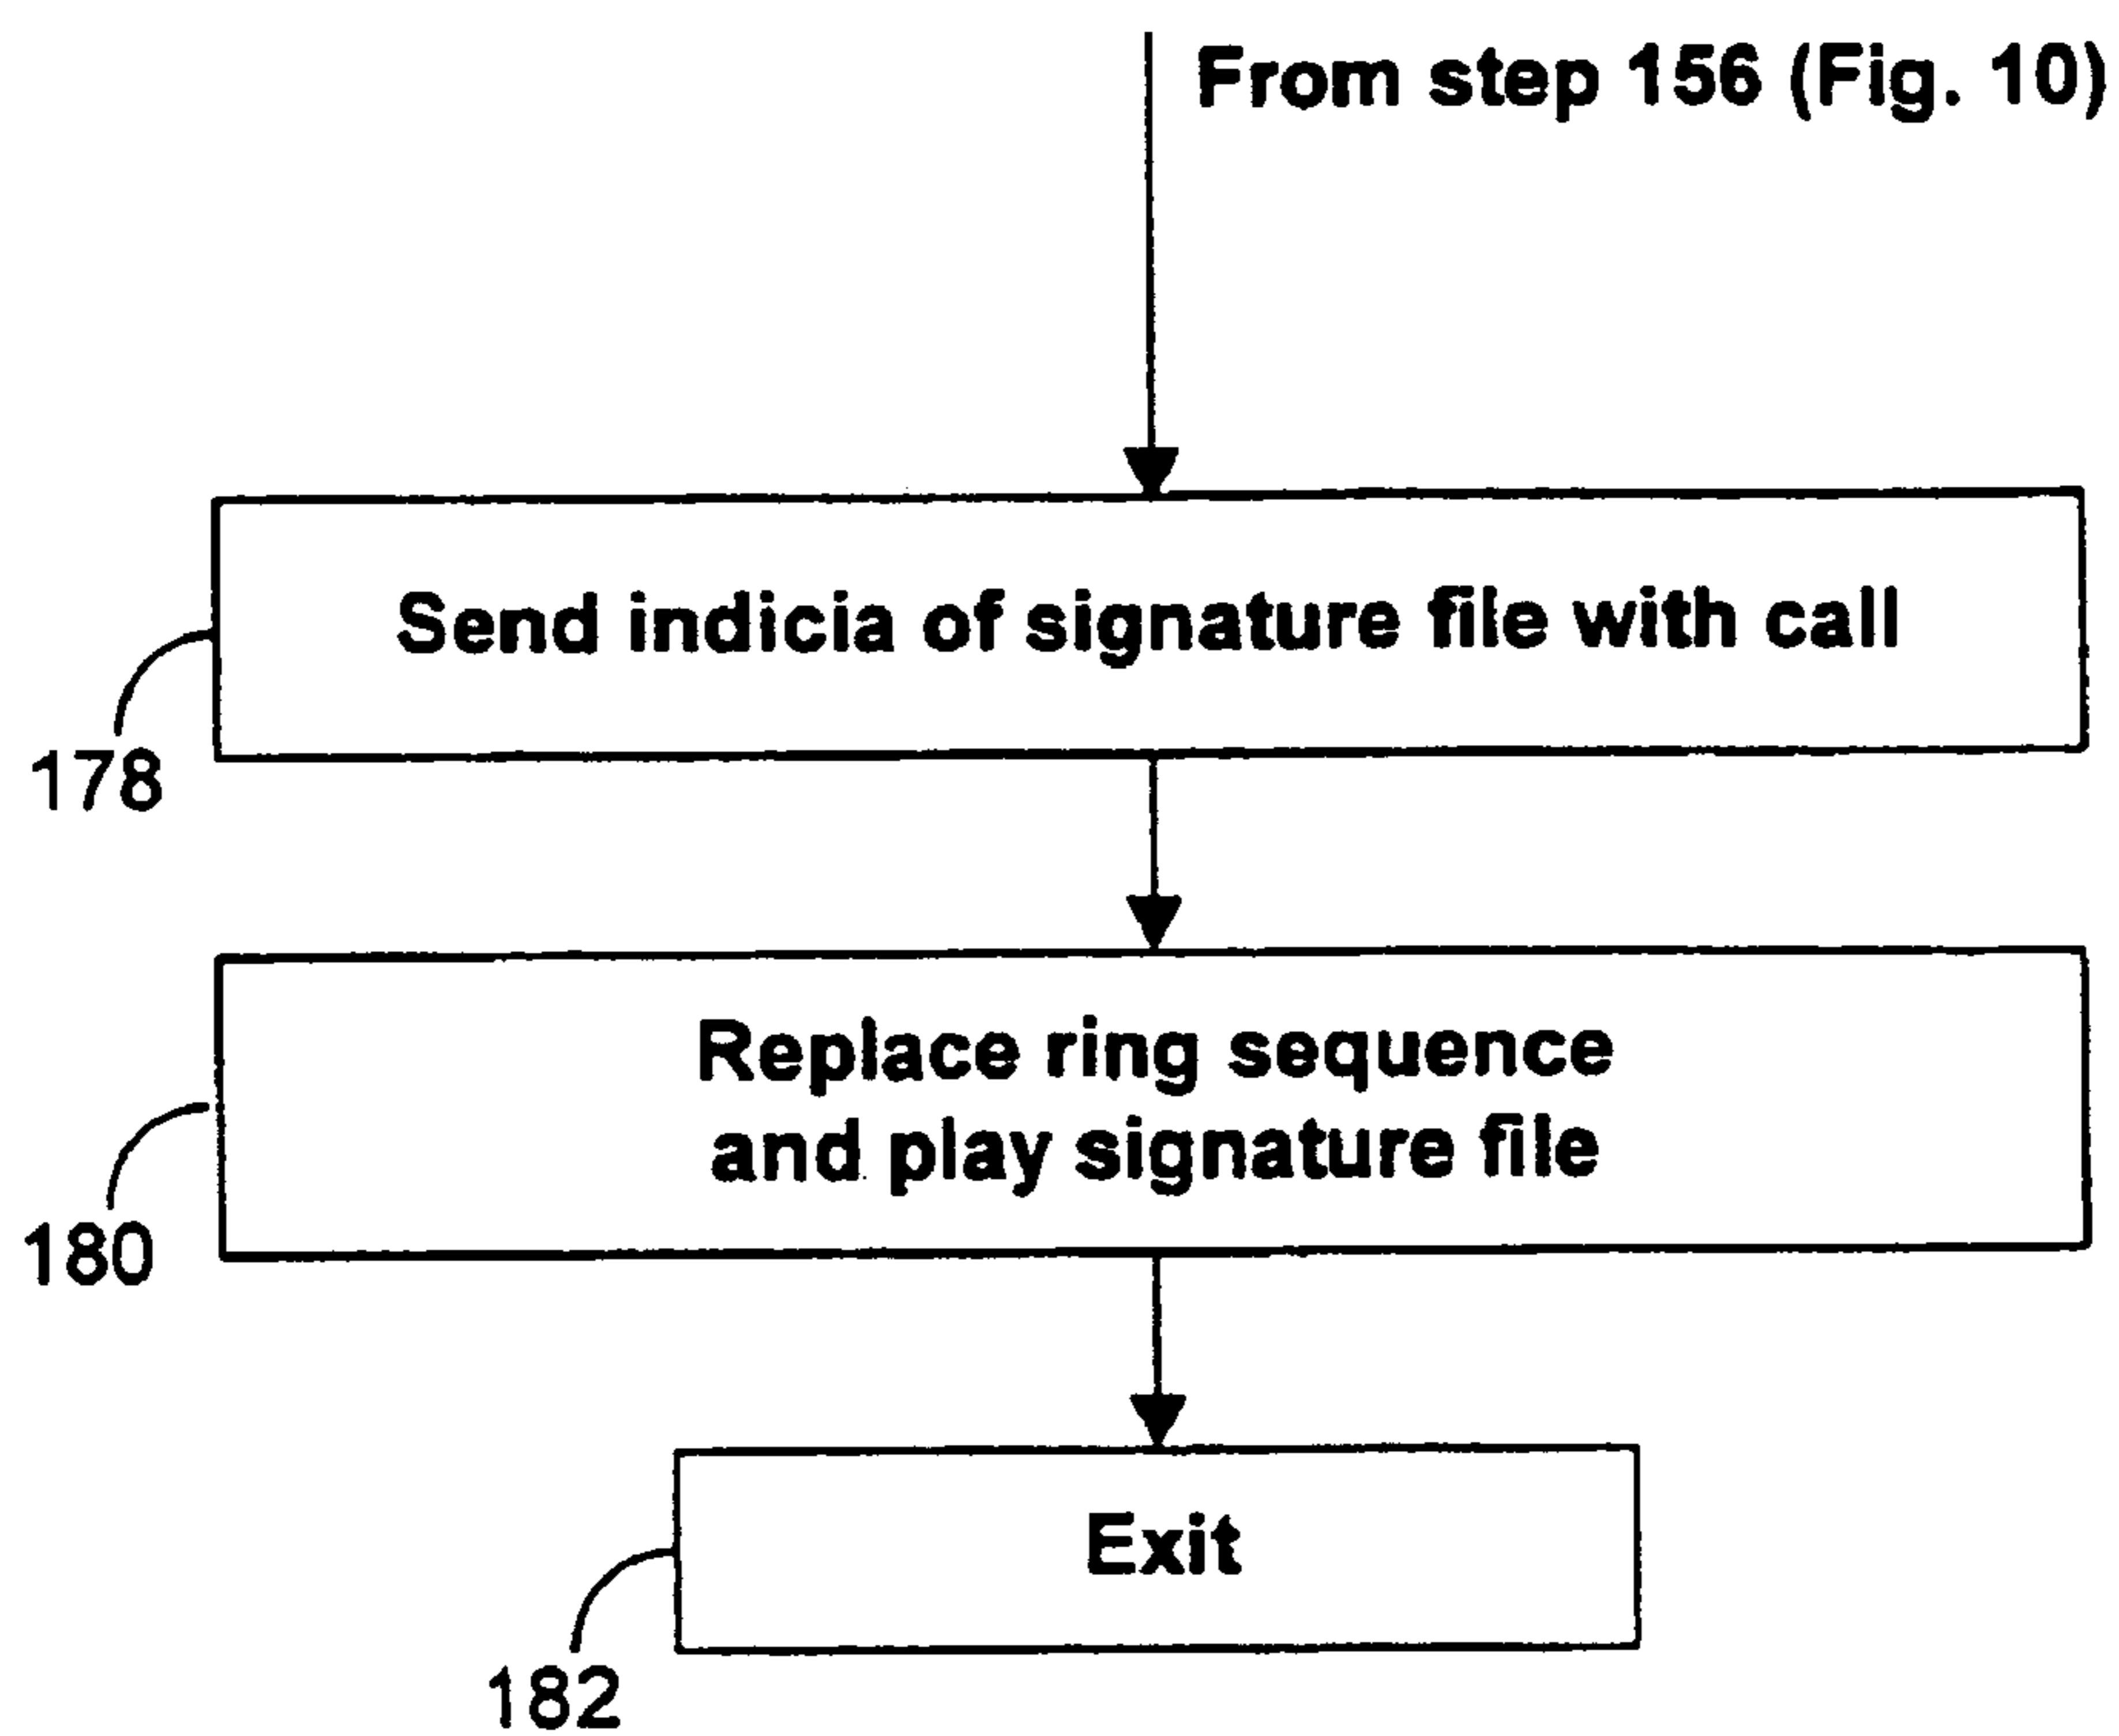 From step 156 (Fig. 10)
Send indicia of signature file with call
178
Replace ring sequence
and play signature file
180
Exit
182